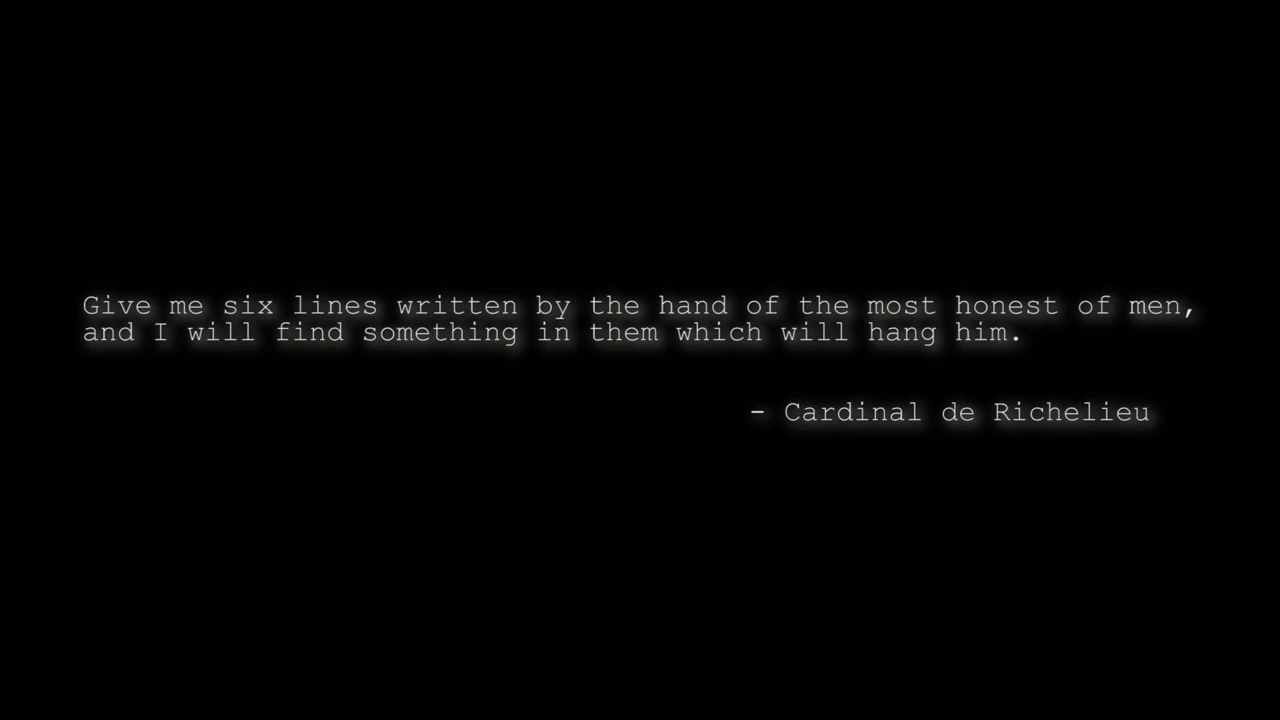 Give me six lines written by the hand of the most honest of men,
and I will find something in them which will hang him.
- Cardinal de Richelieu